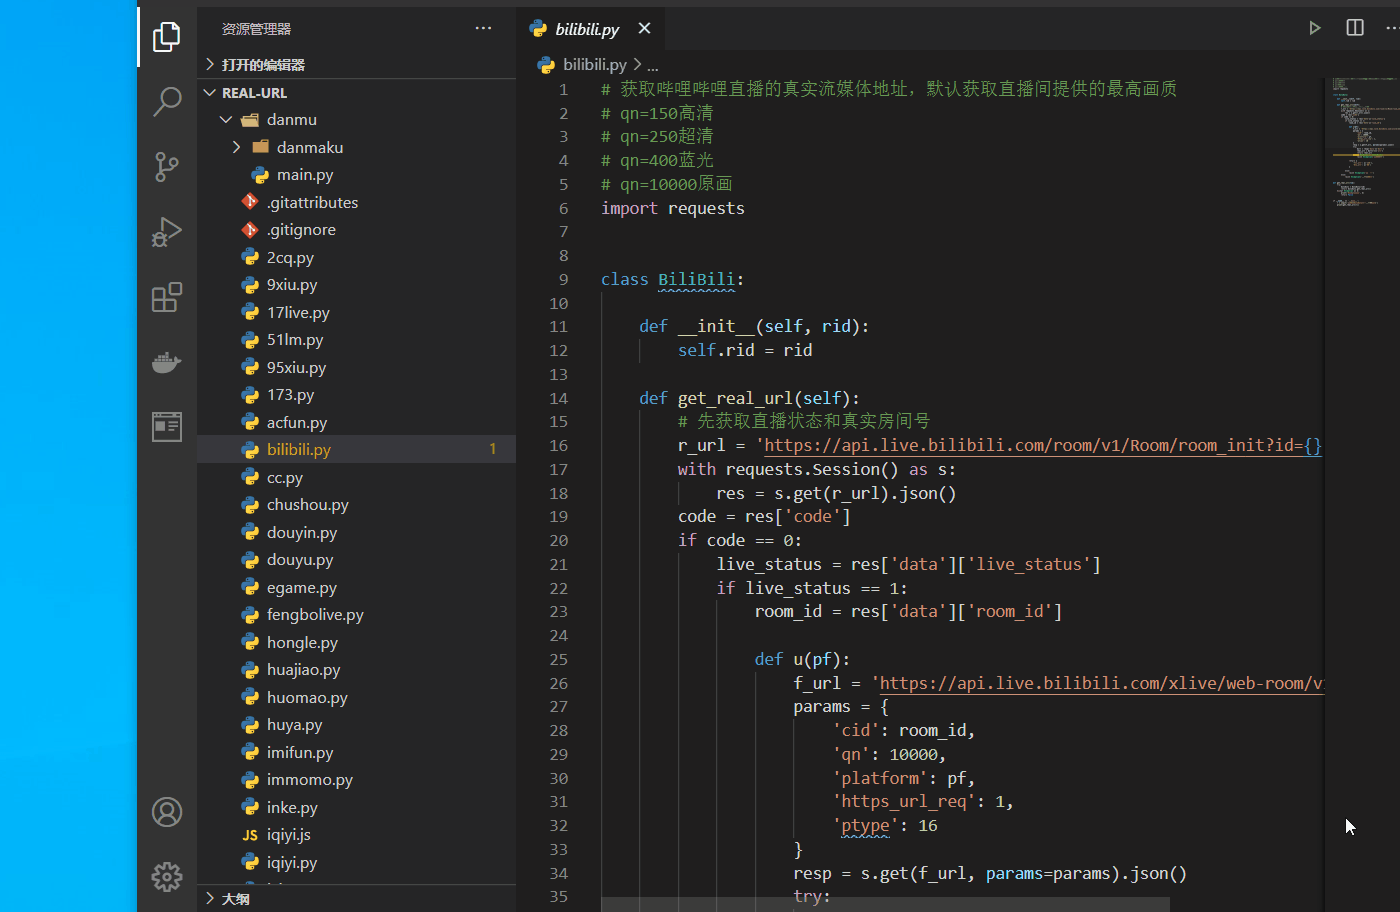 资源管理器
···
打开的编辑器
REAL-URL
danmu
danmaku
main.py
.gitattributes
.gitignore
2cq.py
9xiu.py
17live.py
51lm.py
95xiu.py
173.py
acfun.py
bilibili.py 1
cc.py
chushou.py
douyin.py
douyu.py
egame.py
fengbolive.py
hongle.py
huajiao.py
huomao.py
huya.py
imifun.py
immomo.py
inke.py
JS iqiyi.js
iqiyi.py
大纲
bilibili.py
bilibili.py > ...
1 # 获取哔哩哔哩直播的真实流媒体地址，默认获取直播间提供的最高画质
2 # qn=150高清
3 # qn=250超清
4 # qn=400蓝光
5 # qn=10000原画
6 import requests
7
8
9 class BiliBili:
10
11 def __init__(self, rid):
12 self.rid = rid
13
14 def get_real_url(self):
15 # 先获取直播状态和真实房间号
16 r_url = 'https://api.live.bilibili.com/room/v1/Room/room_init?id={}
17 with requests.Session() as s:
18 res = s.get(r_url).json()
19 code = res['code']
20 if code == 0:
21 live_status = res['data']['live_status']
22 if live_status == 1:
23 room_id = res['data']['room_id']
24
25 def u(pf):
26 f_url = 'https://api.live.bilibili.com/xlive/web-room/v
27 params = {
28 'cid': room_id,
29 'qn': 10000,
30 'platform': pf,
31 'https_url_req': 1,
32 'ptype': 16
33 }
34 resp = s.get(f_url, params=params).json()
35 try: